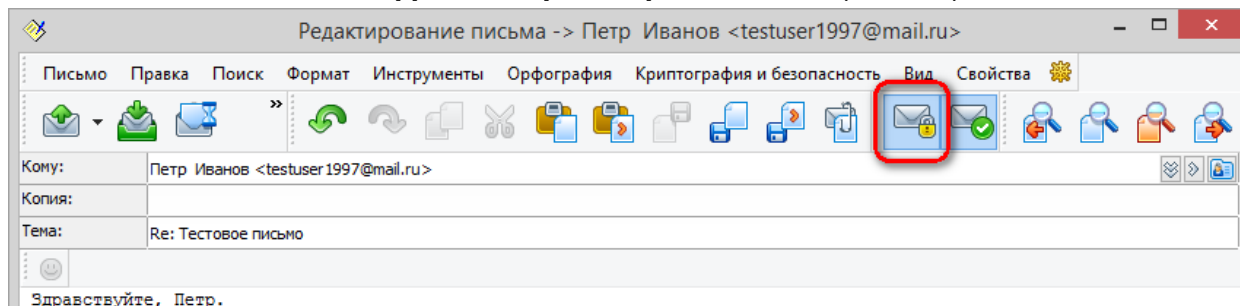 Редактирование письма -> Петр Иванов <testuser1997@mail.ru>
Письмо Правка Поиск Формат Инструменты Орфография Криптография и безопасность Вид Свойства
Кому: Петр Иванов <testuser1997@mail.ru>
Копия:
Тема: Re: Тестовое письмо
Здравствуйте, Петр.